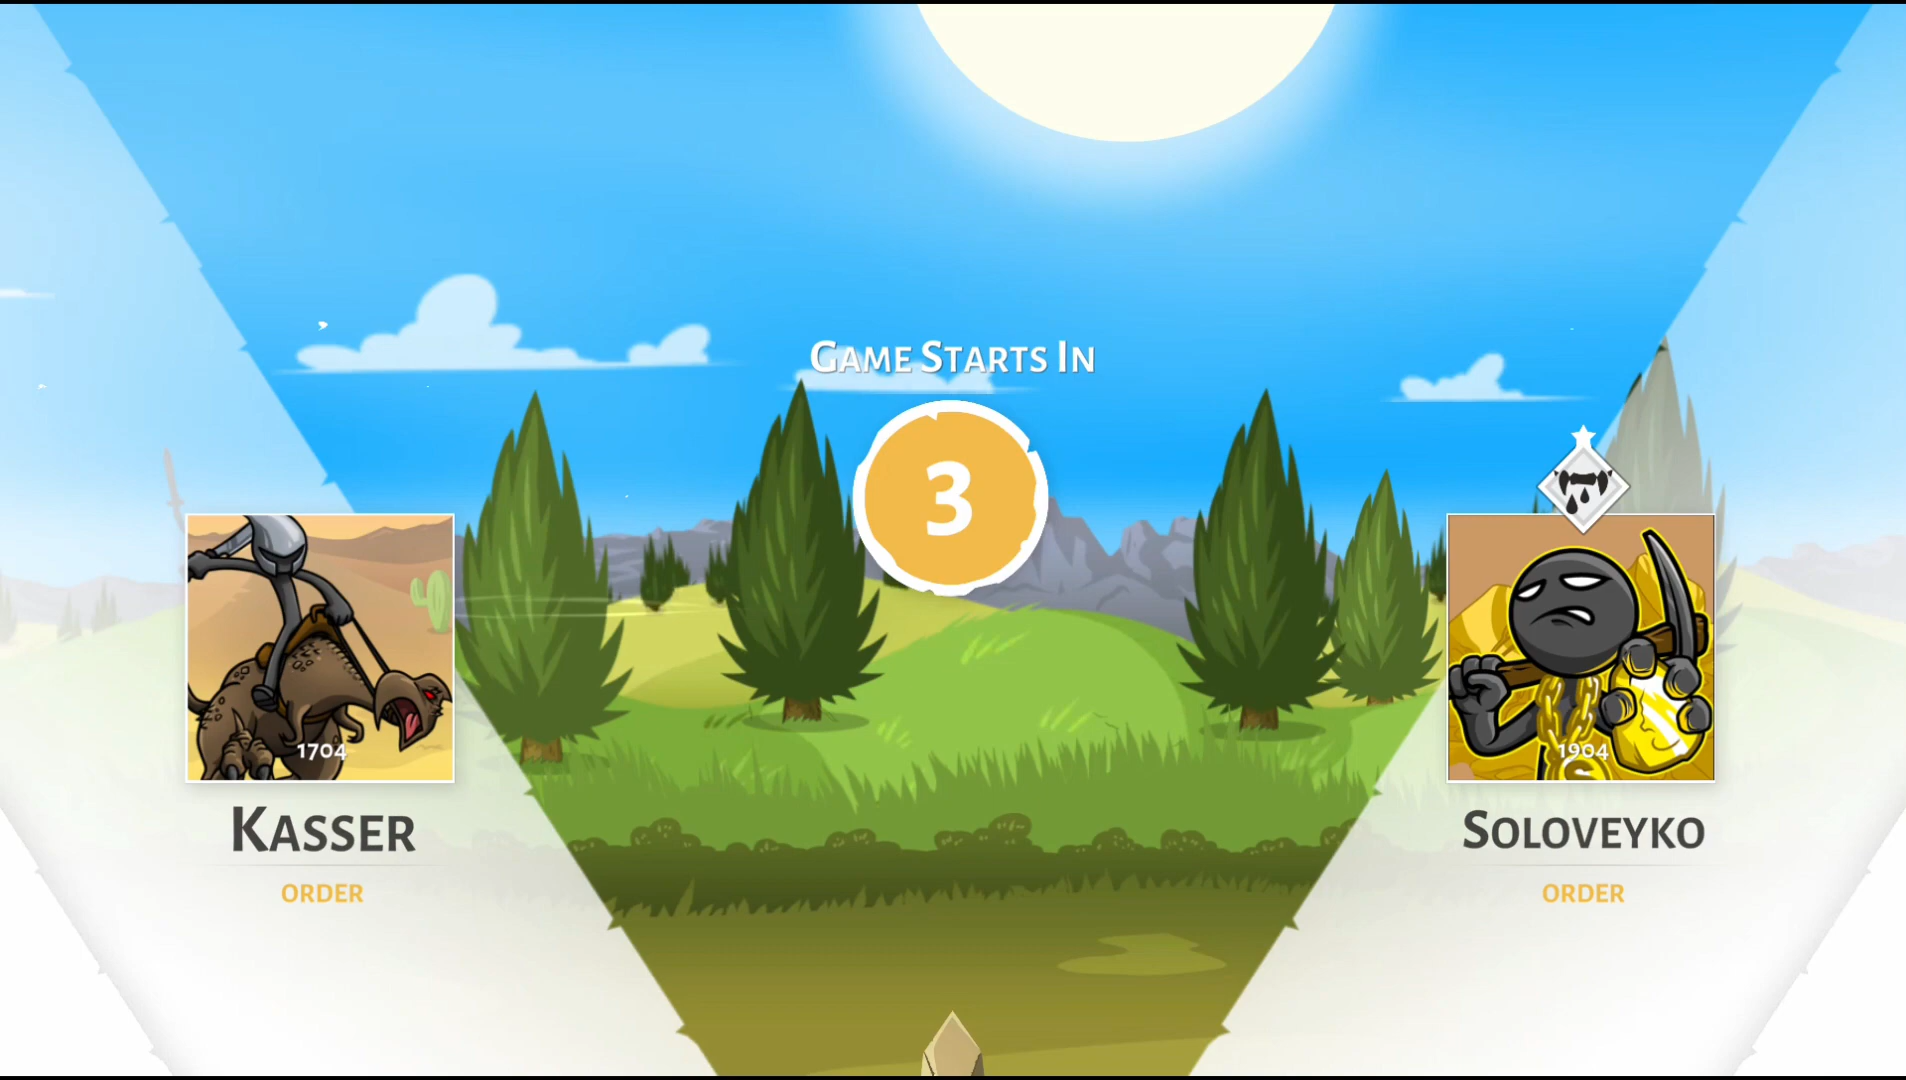 GAME STARTS IN
3
1704
1904
KASSER
SOLOVEYKO
ORDER
ORDER